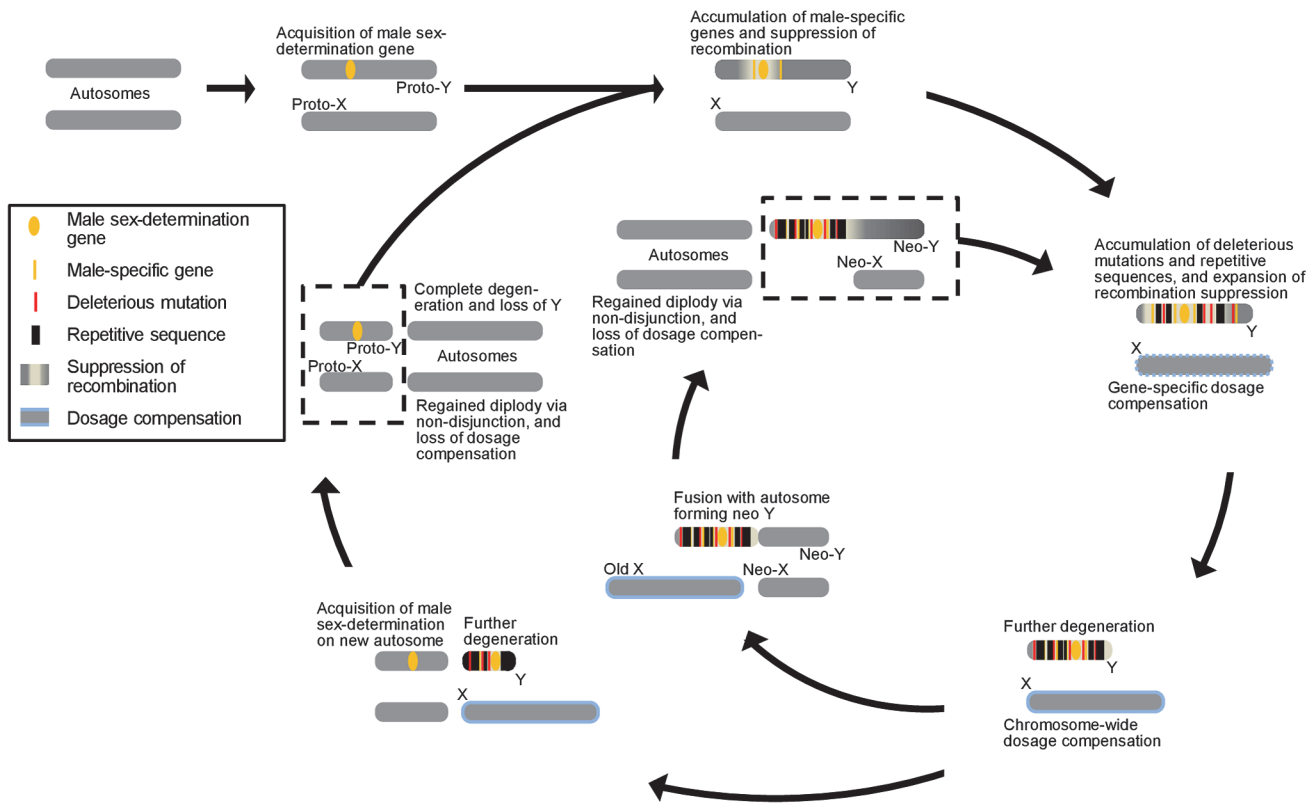 Acquisition of male sex-
determination gene
Accumulation of male-specific
genes and suppression of
recombination
Autosomes
Proto-Y
Proto-X
Y
X
Male sex-determination
gene
Male-specific gene
Deleterious mutation
Repetitive sequence
Suppression of
recombination
Dosage compensation
Complete degen-
eration and loss of Y
Proto-Y
Proto-X
Autosomes
Regained diplody via
non-disjunction, and
loss of dosage
compensation
Autosomes
Neo-Y
Neo-X
Regained diplody via
non-disjunction, and
loss of dosage compen-
sation
Accumulation of deleterious
mutations and repetitive
sequences, and expansion of
recombination suppression
Y
X
Gene-specific dosage
compensation
Fusion with autosome
forming neo Y
Neo-Y
Old X
Neo-X
Acquisition of male
sex-determination
on new autosome
Further
degeneration
Y
X
Further degeneration
Y
X
Chromosome-wide
dosage compensation